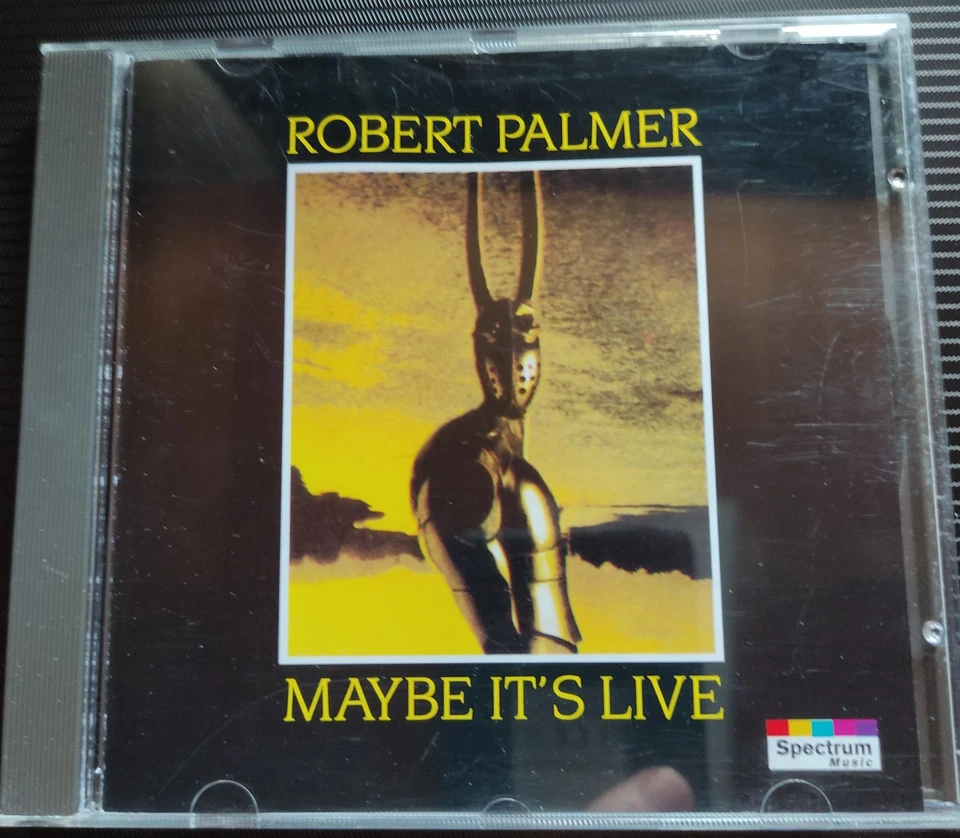 ROBERT PALMER
MAYBE IT'S LIVE
Spectrum
Music